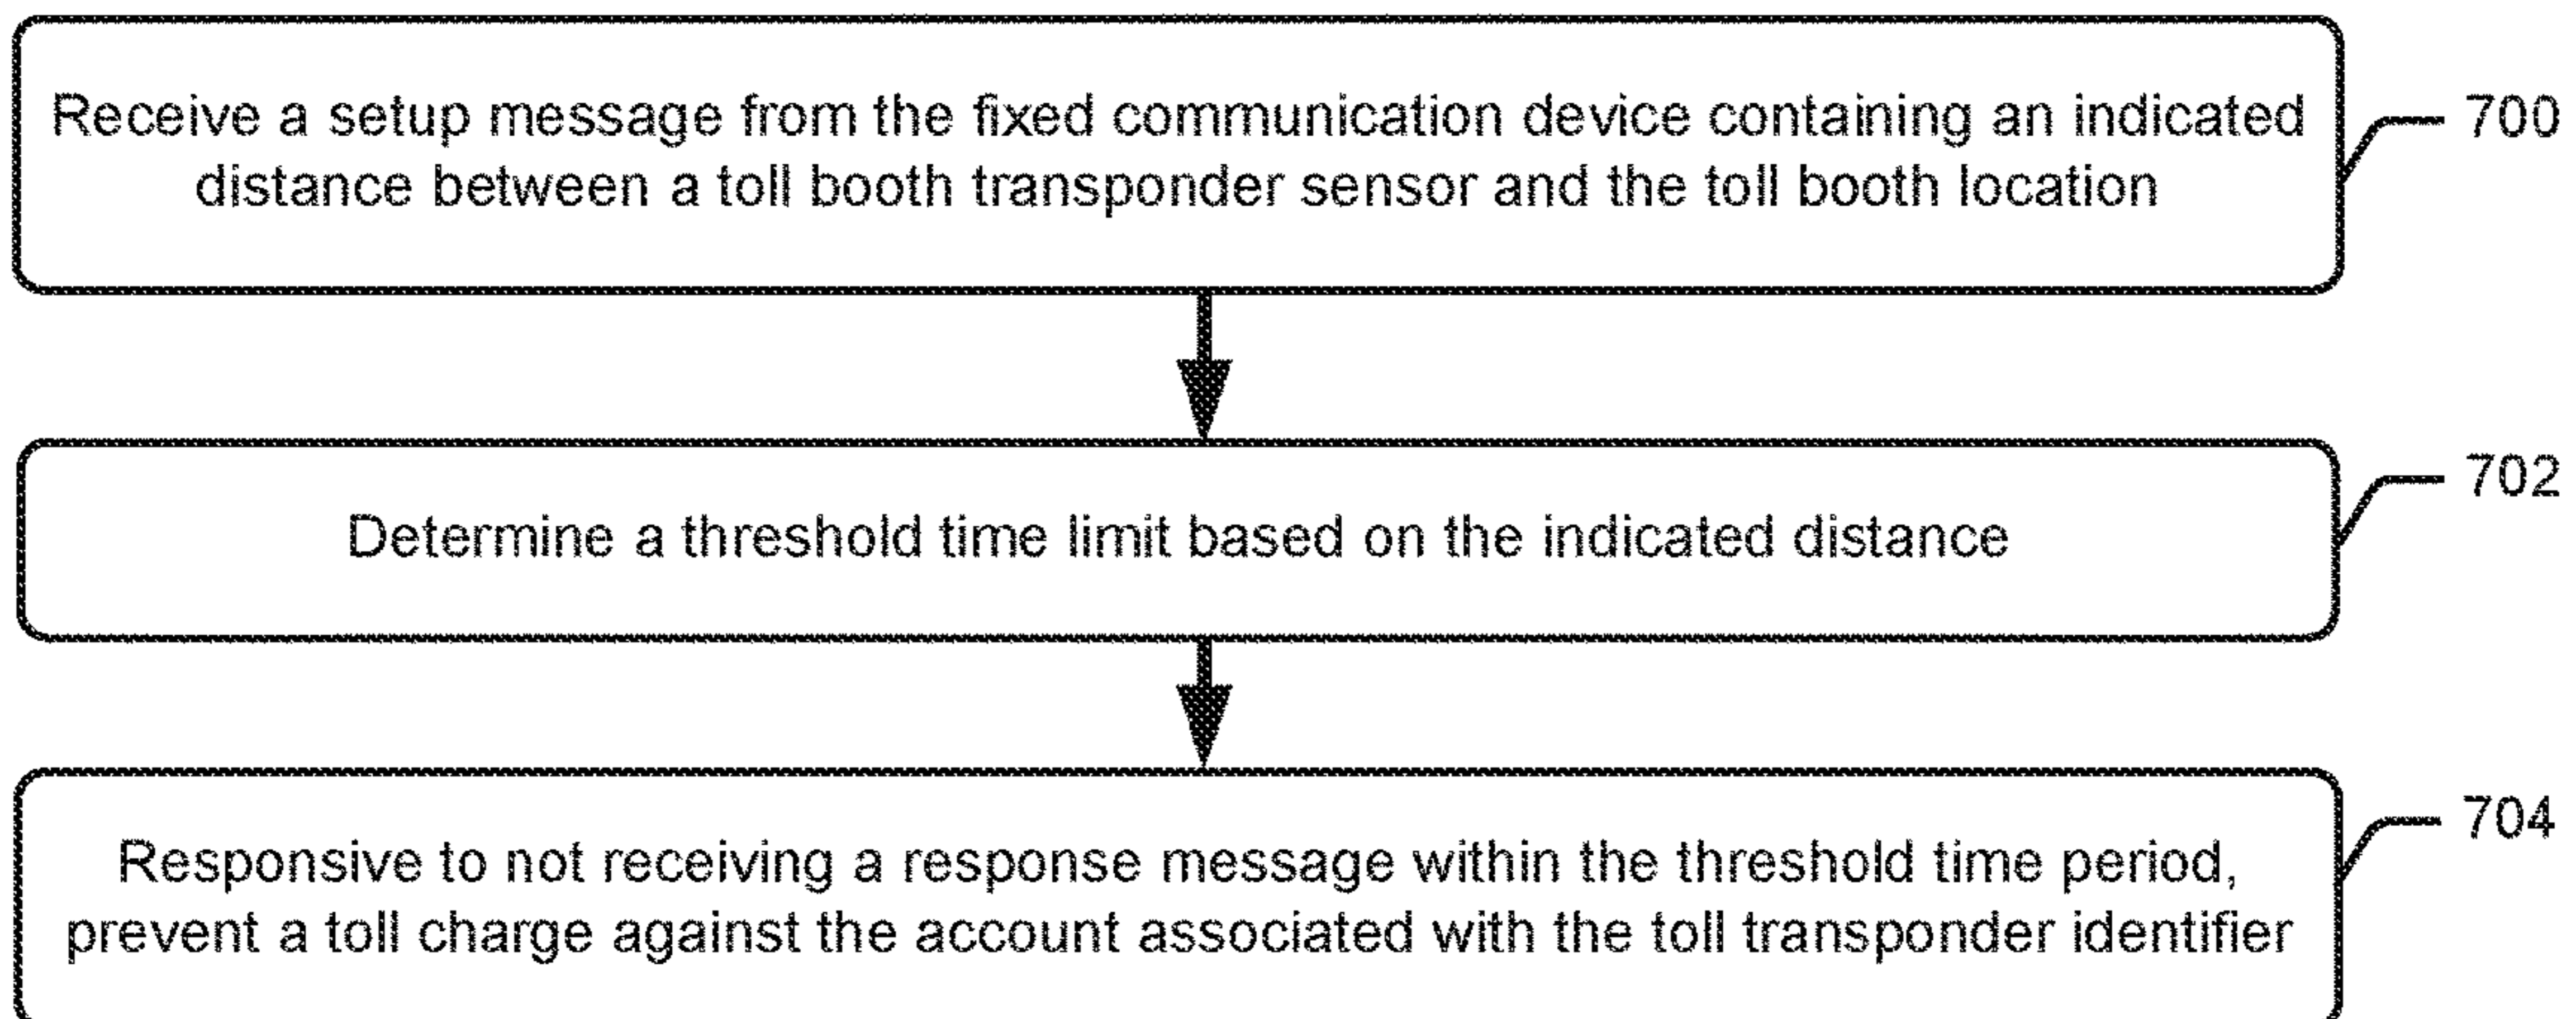 Receive a setup message from the fixed communication device containing an indicated
distance between a toll booth transponder sensor and the toll booth location
700
Determine a threshold time limit based on the indicated distance
702
Responsive to not receiving a response message within the threshold time period,
prevent a toll charge against the account associated with the toll transponder identifier
704